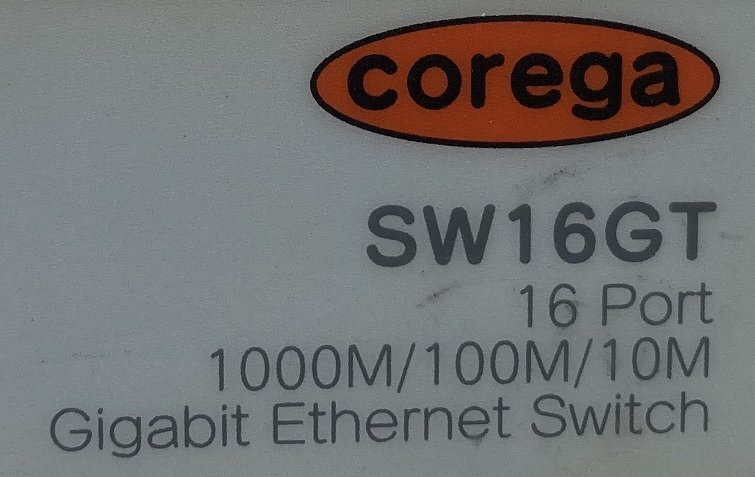 corega
SW16GT
16 Port
1000M/100M/10M
Gigabit Ethernet Switch